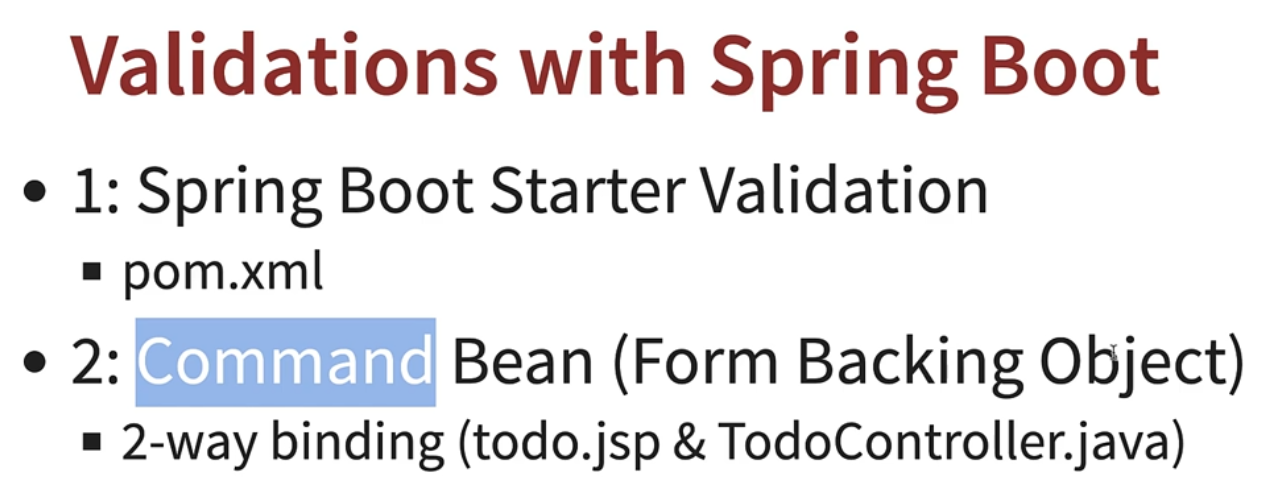 Validations with Spring Boot
• 1: Spring Boot Starter Validation
▪ pom.xml
• 2: Command Bean (Form Backing Object)
▪ 2-way binding (todo.jsp & TodoController.java)